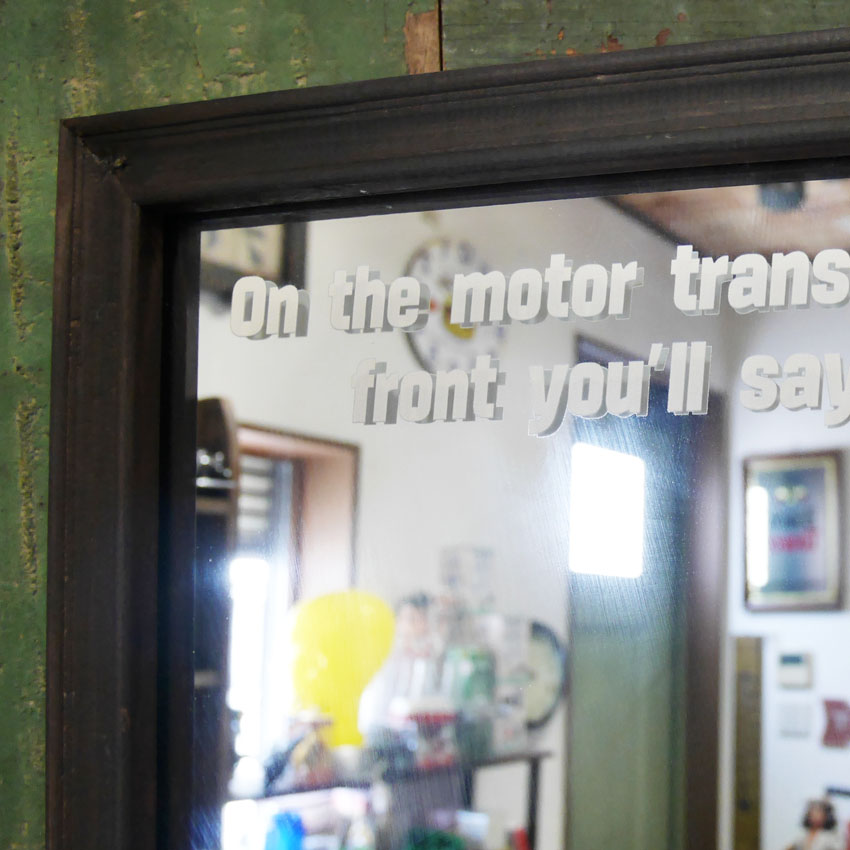 On the motor trans
front you'll say